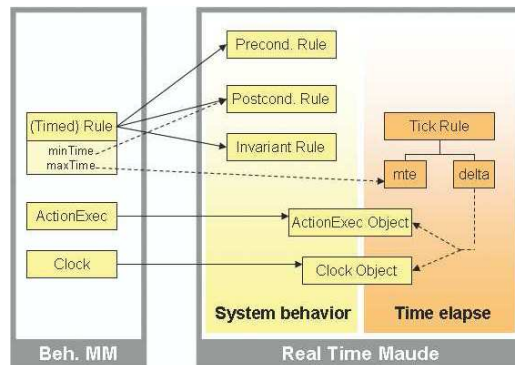 Precond. Rule
Postcond. Rule
(Timed) Rule
minTime
maxTime
Invariant Rule
Tick Rule
mte
delta
ActionExec
ActionExec Object
Clock
Clock Object
System behavior
Time elapse
Beh. MM
Real Time Maude